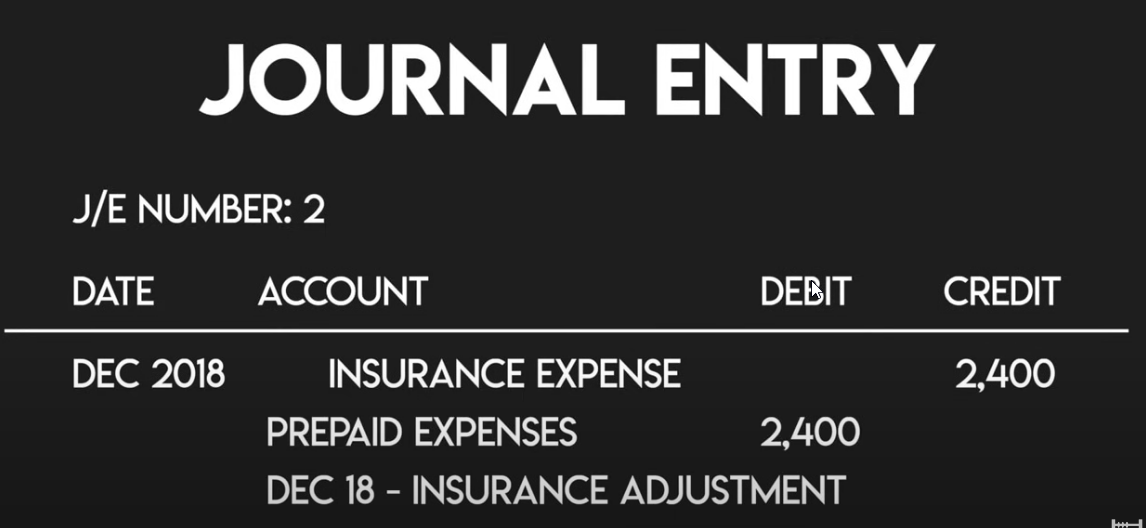 JOURNAL ENTRY
J/E NUMBER: 2
DATE ACCOUNT DEBIT CREDIT
DEC 2018 INSURANCE EXPENSE 2,400
PREPAID EXPENSES 2,400
DEC 18 - INSURANCE ADJUSTMENT